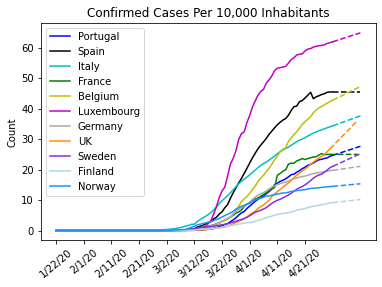 Confirmed Cases Per 10,000 Inhabitants
Count
60
50
40
30
20
10
0
Portugal
Spain
Italy
France
Belgium
Luxembourg
Germany
UK
Sweden
Finland
Norway
1/22/20
2/1/20
2/11/20
2/21/20
3/2/20
3/12/20
3/22/20
4/1/20
4/11/20
4/21/20